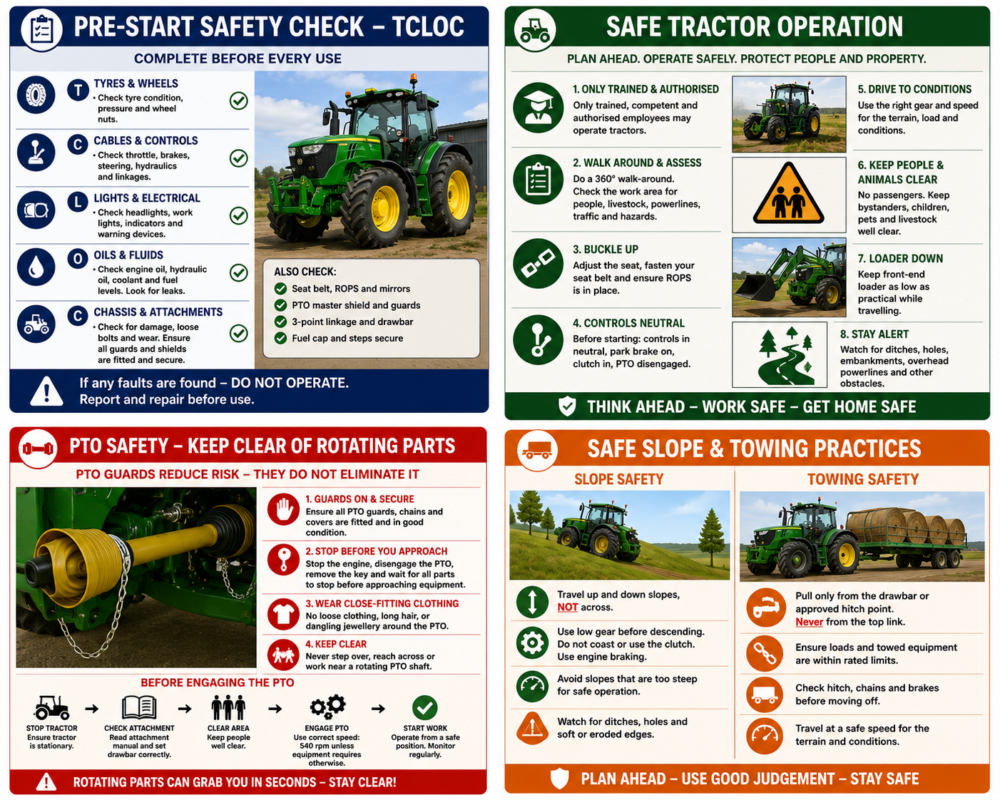 PRE-START SAFETY CHECK – TCLOC
COMPLETE BEFORE EVERY USE
T
TYRES & WHEELS
• Check tyre condition,
pressure and wheel
nuts.
C
CABLES & CONTROLS
• Check throttle, brakes,
steering, hydraulics
and linkages.
L
LIGHTS & ELECTRICAL
• Check headlights, work
lights, indicators and
warning devices.
O
OILS & FLUIDS
• Check engine oil, hydraulic
oil, coolant and fuel
levels. Look for leaks.
C
CHASSIS & ATTACHMENTS
• Check for damage, loose
bolts and wear. Ensure
all guards and shields
are fitted and secure.
ALSO CHECK:
Seat belt, ROPS and mirrors
PTO master shield and guards
3-point linkage and drawbar
Fuel cap and steps secure
If any faults are found – DO NOT OPERATE.
Report and repair before use.
SAFE TRACTOR OPERATION
PLAN AHEAD. OPERATE SAFELY. PROTECT PEOPLE AND PROPERTY.
1. ONLY TRAINED & AUTHORISED
Only trained, competent and
authorised employees may
operate tractors.
2. WALK AROUND & ASSESS
Do a 360° walk-around.
Check the work area for
people, livestock, powerlines,
traffic and hazards.
3. BUCKLE UP
Adjust the seat, fasten your
seat belt and ensure ROPS
is in place.
4. CONTROLS NEUTRAL
Before starting: controls in
neutral, park brake on,
clutch in, PTO disengaged.
5. DRIVE TO CONDITIONS
Use the right gear and speed
for the terrain, load and
conditions.
6. KEEP PEOPLE &
ANIMALS CLEAR
No passengers. Keep
bystanders, children,
pets and livestock
well clear.
7. LOADER DOWN
Keep front-end
loader as low as
practical while
travelling.
8. STAY ALERT
Watch for ditches, holes,
embankments, overhead
powerlines and other
obstacles.
THINK AHEAD – WORK SAFE – GET HOME SAFE
PTO SAFETY – KEEP CLEAR OF ROTATING PARTS
PTO GUARDS REDUCE RISK – THEY DO NOT ELIMINATE IT
1. GUARDS ON & SECURE
Ensure all PTO guards, chains and
covers are fitted and in good
condition.
2. STOP BEFORE YOU APPROACH
Stop the engine, disengage the PTO,
remove the key and wait for all parts
to stop before approaching equipment.
3. WEAR CLOSE-FITTING CLOTHING
No loose clothing, long hair, or
dangling jewellery around the PTO.
4. KEEP CLEAR
Never step over, reach across or
work near a rotating PTO shaft.
BEFORE ENGAGING THE PTO
STOP TRACTOR
Ensure tractor
is stationary.
CHECK ATTACHMENT
Read attachment
manual and set
drawbar correctly.
CLEAR AREA
Keep people
well clear.
ENGAGE PTO
Use correct speed:
540 rpm unless
equipment requires
otherwise.
START WORK
Operate from a safe
position. Monitor
regularly.
ROTATING PARTS CAN GRAB YOU IN SECONDS – STAY CLEAR!
SAFE SLOPE & TOWING PRACTICES
SLOPE SAFETY
Travel up and down slopes,
NOT across.
Use low gear before descending.
Do not coast or use the clutch.
Use engine braking.
Avoid slopes that are too steep
for safe operation.
Watch for ditches, holes and
soft or eroded edges.
TOWING SAFETY
Pull only from the drawbar or
approved hitch point.
Never from the top link.
Ensure loads and towed equipment
are within rated limits.
Check hitch, chains and brakes
before moving off.
Travel at a safe speed for the
terrain and conditions.
PLAN AHEAD – USE GOOD JUDGEMENT – STAY SAFE